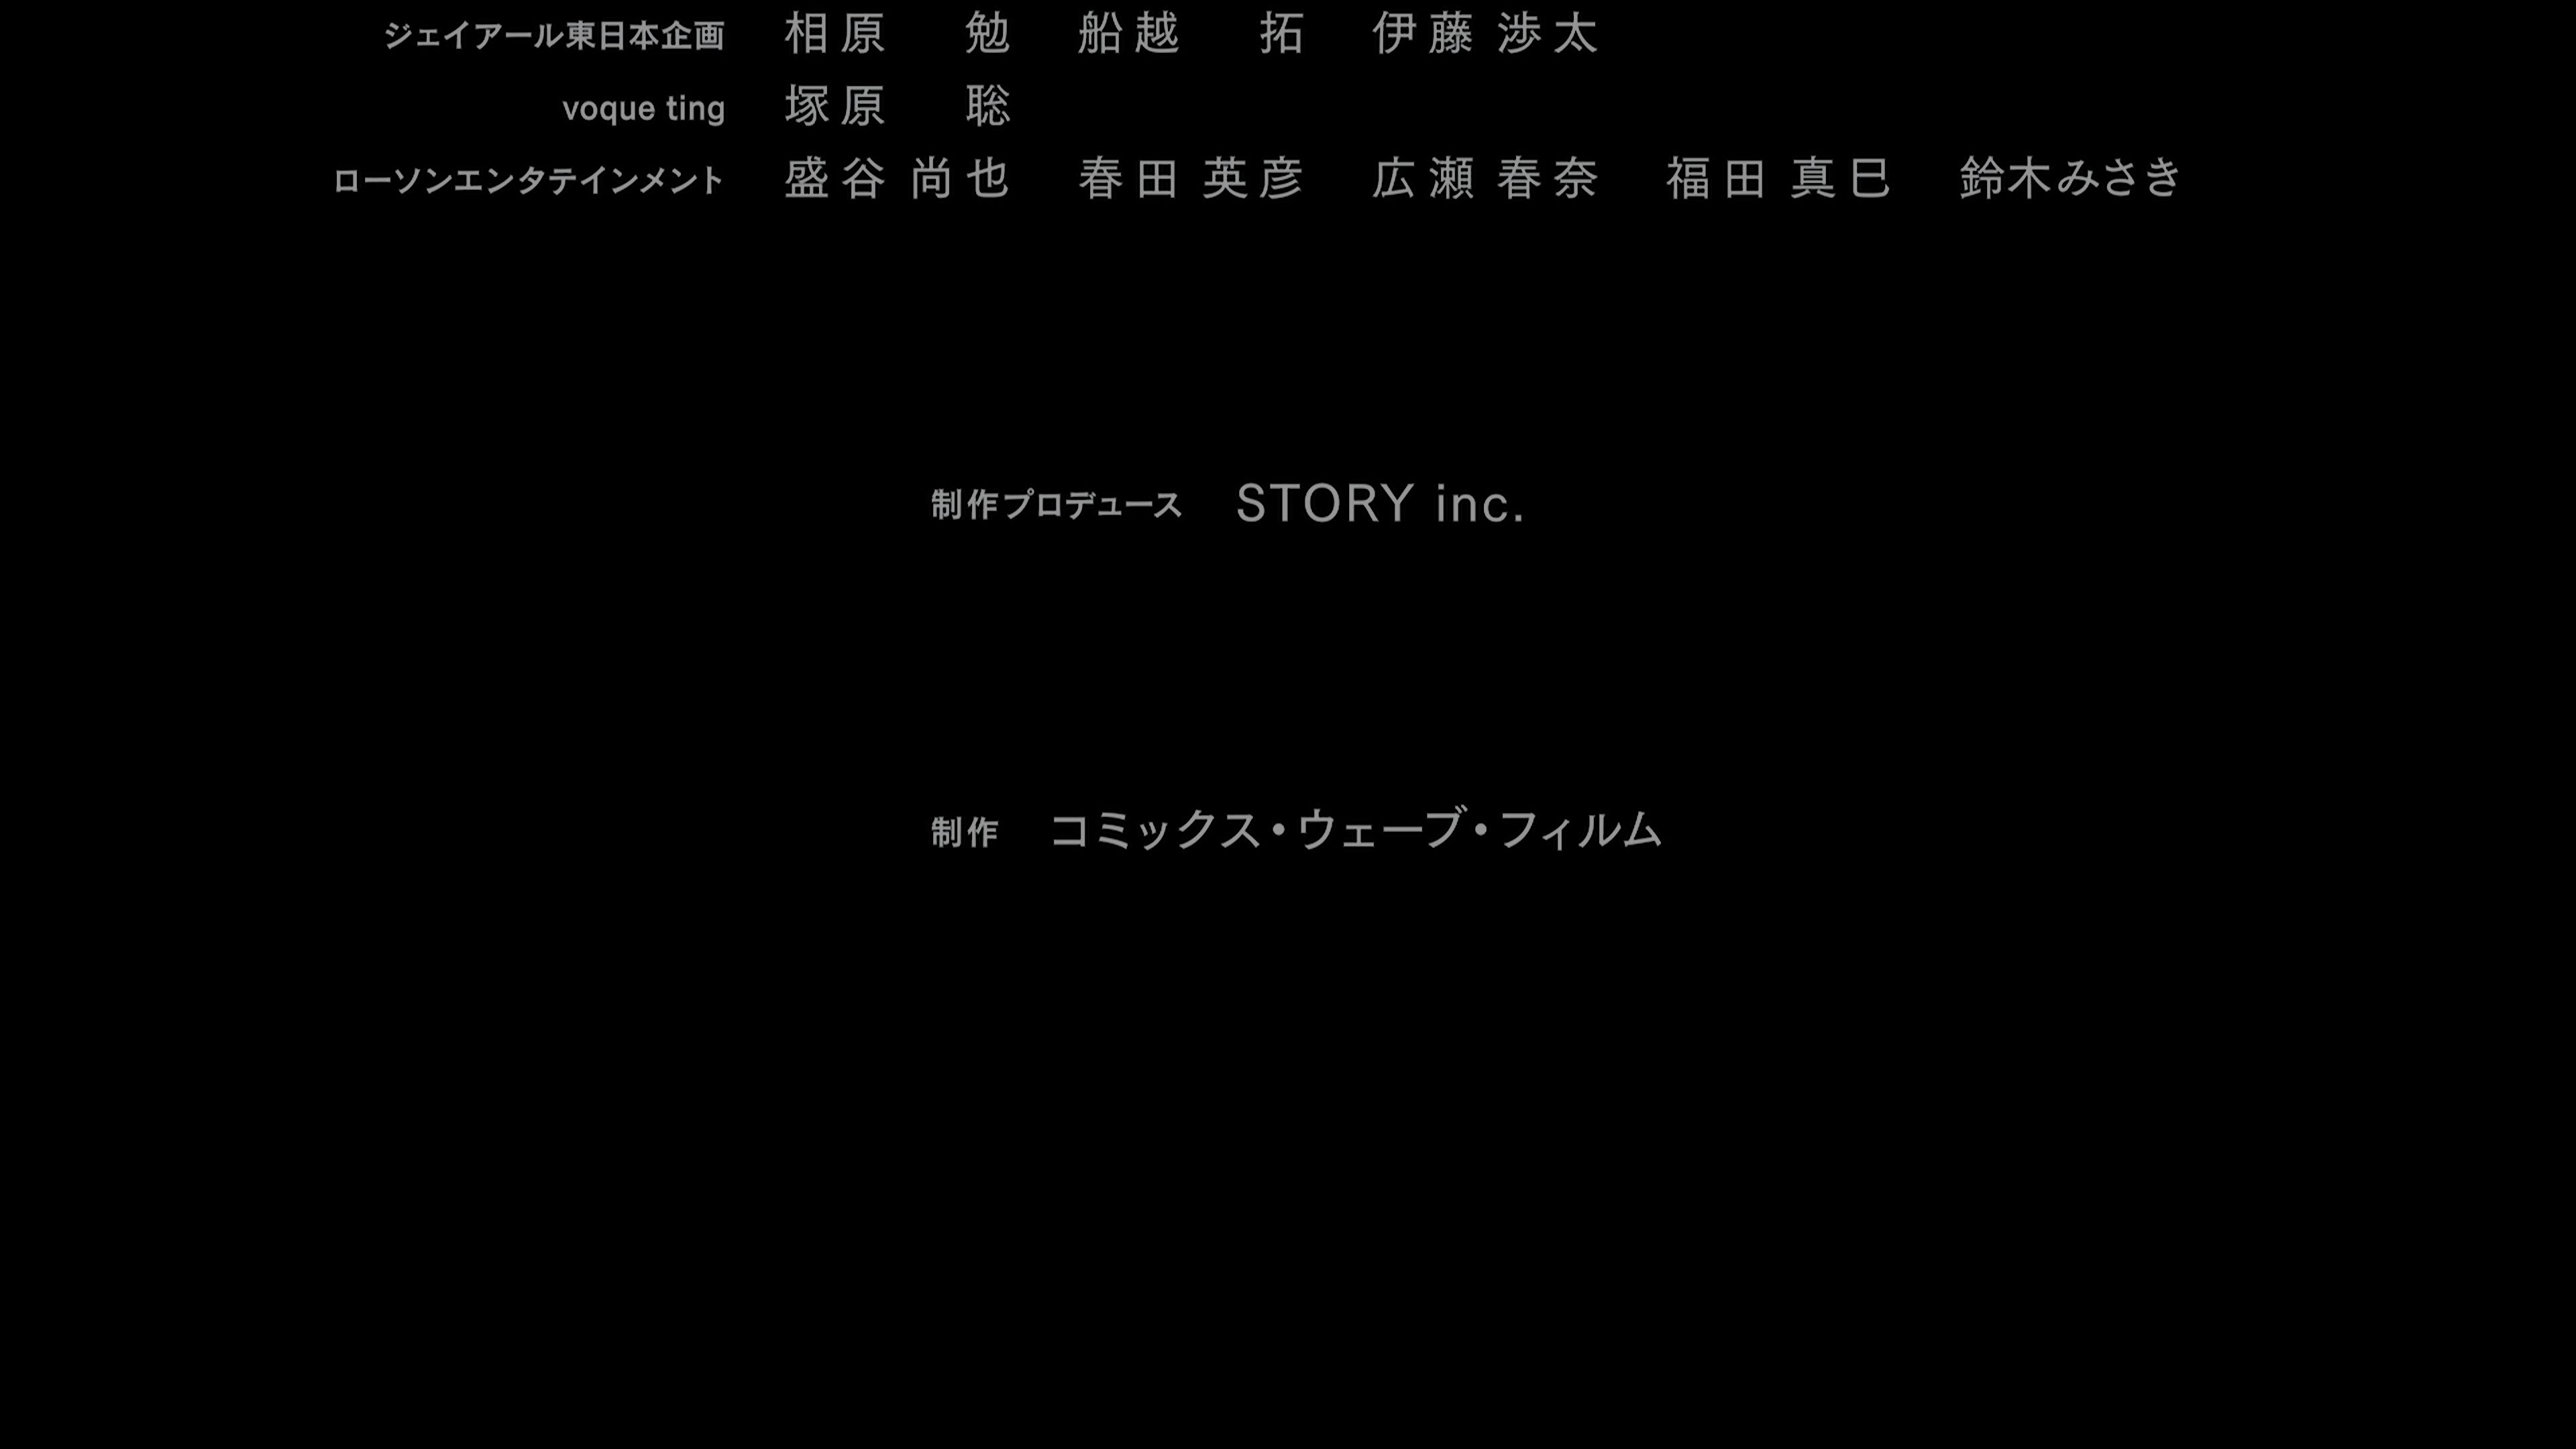 ジェイアール東日本企画 相原 勉 船越 拓 伊藤 渉太
voque ting 塚原 聡
ローソンエンタテインメント 盛谷 尚也 春田 英彦 広瀬 春奈 福田 真巳 鈴木みさき
制作プロデュース STORY inc.
制作 コミックス・ウェーブ・フィルム